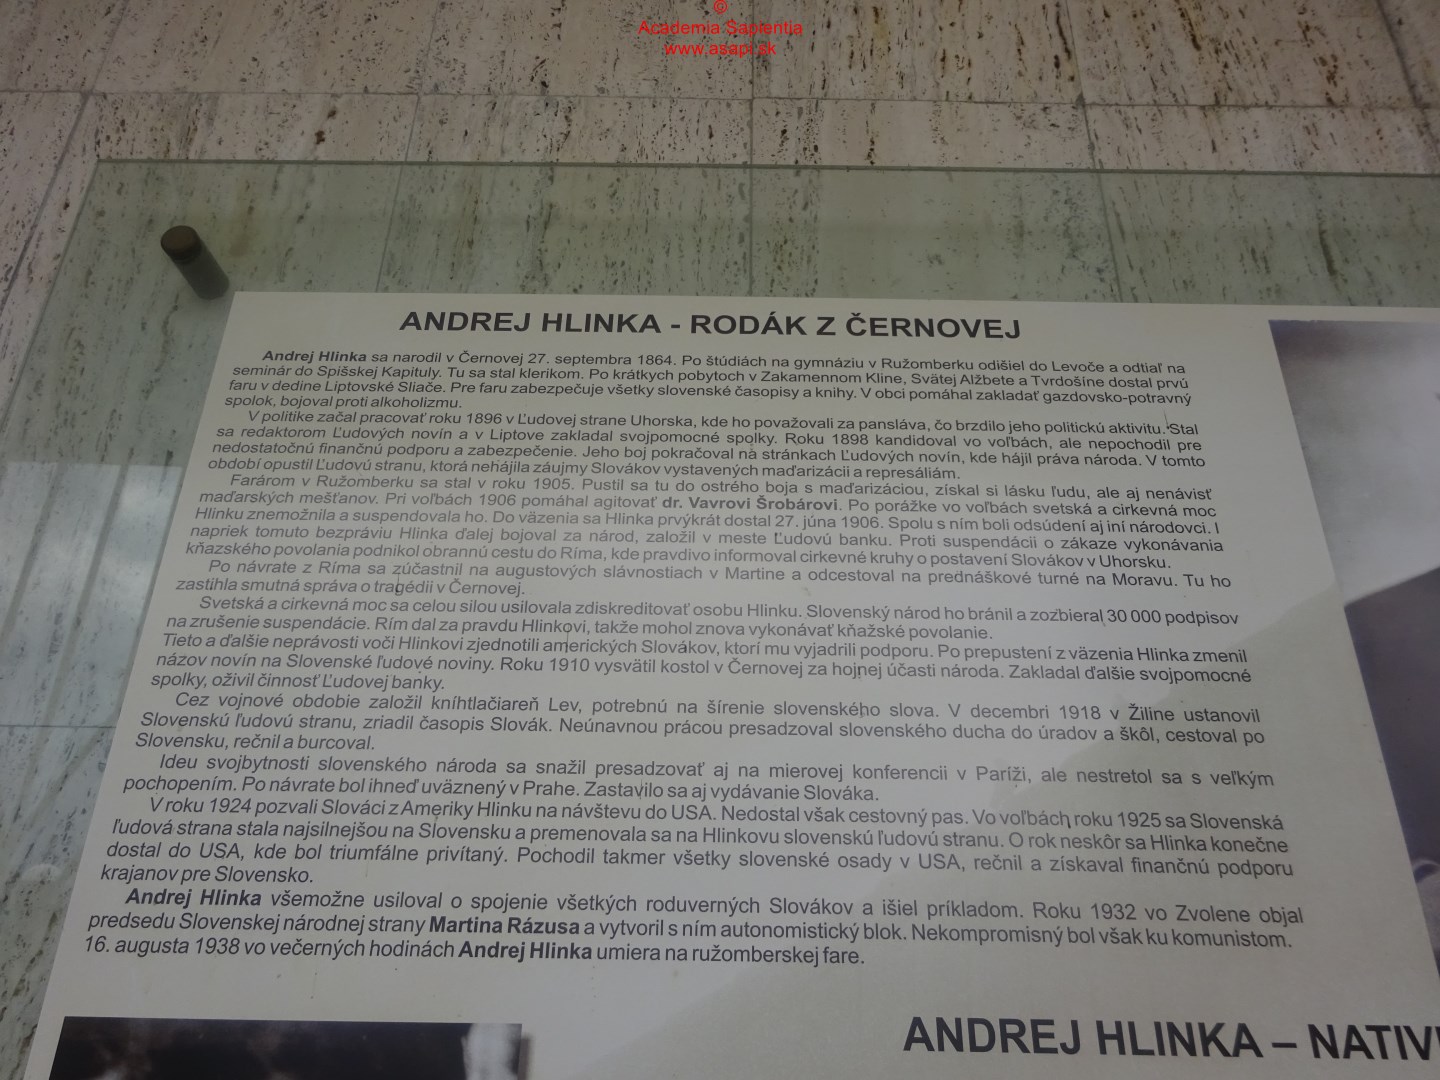 ©
Academia Sapientia
www.asapi.sk
ANDREJ HLINKA - RODÁK Z ČERNOVEJ
Andrej Hlinka sa narodil v Černovej 27. septembra 1864. Po štúdiách na gymnáziu v Ružomberku odišiel do Levoče a odtiaľ na
seminár do Spišskej Kapituly. Tu sa stal klerikom. Po krátkych pobytoch v Zakamennom Kline, Svätej Alžbete a Tvrdošíne dostal prvú
faru v dedine Liptovské Sliače. Pre faru zabezpečuje všetky slovenské časopisy a knihy. V obci pomáhal zakladať gazdovsko-potravný
spolok, bojoval proti alkoholizmu.
V politike začal pracovať roku 1896 v Ľudovej strane Uhorska, kde ho považovali za pansláva, čo brzdilo jeho politickú aktivitu. Stal
sa redaktorom Ľudových novín a v Liptove zakladal svojpomocné spolky. Roku 1898 kandidoval vo voľbách, ale nepochodil pre
nedostatočnú finančnú podporu a zabezpečenie. Jeho boj pokračoval na stránkach Ľudových novín, kde hájil práva národa. V tomto
období opustil Ľudovú stranu, ktorá nehájila záujmy Slovákov vystavených maďarizácii a represáliám.
Farárom v Ružomberku sa stal v roku 1905. Pustil sa tu do ostrého boja s maďarizáciou, získal si lásku ľudu, ale aj nenávisť
maďarských mešťanov. Pri voľbách 1906 pomáhal agitovať dr. Vavrovi Šrobárovi. Po porážke vo voľbách svetská a cirkevná moc
Hlinku znemožnila a suspendovala ho. Do väzenia sa Hlinka prvýkrát dostal 27. júna 1906. Spolu s ním boli odsúdení aj iní národovci. I
napriek tomuto bezpráviu Hlinka ďalej bojoval za národ, založil v meste Ľudovú banku. Proti suspendácii o zákaze vykonávania
kňazského povolania podnikol obrannú cestu do Ríma, kde pravdivo informoval cirkevné kruhy o postavení Slovákov v Uhorsku.
Po návrate z Ríma sa zúčastnil na augustových slávnostiach v Martine a odcestoval na prednáškové turné na Moravu. Tu ho
zastihla smutná správa o tragédii v Černovej.
Svetská a cirkevná moc sa celou silou usilovala zdiskreditovať osobu Hlinku. Slovenský národ ho bránil a zozbieral 30 000 podpisov
na zrušenie suspendácie. Rím dal za pravdu Hlinkovi, takže mohol znova vykonávať kňažské povolanie.
Tieto a ďalšie neprávosti voči Hlinkovi zjednotili amerických Slovákov, ktorí mu vyjadrili podporu. Po prepustení z väzenia Hlinka zmenil
názov novín na Slovenské ľudové noviny. Roku 1910 vysvätil kostol v Černovej za hojnej účasti národa. Zakladal ďalšie svojpomocné
spolky, oživil činnosť Ľudovej banky.
Cez vojnové obdobie založil kníhtlačiareň Lev, potrebnú na šírenie slovenského slova. V decembri 1918 v Žiline ustanovil
Slovenskú ľudovú stranu, zriadil časopis Slovák. Neúnavnou prácou presadzoval slovenského ducha do úradov a škôl, cestoval po
Slovensku, rečnil a burcoval.
Ideu svojbytnosti slovenského národa sa snažil presadzovať aj na mierovej konferencii v Paríži, ale nestretol sa s veľkým
pochopením. Po návrate bol ihneď uväznený v Prahe. Zastavilo sa aj vydávanie Slováka.
V roku 1924 pozvali Slováci z Ameriky Hlinku na návštevu do USA. Nedostal však cestovný pas. Vo voľbách roku 1925 sa Slovenská
ľudová strana stala najsilnejšou na Slovensku a premenovala sa na Hlinkovu slovenskú ľudovú stranu. O rok neskôr sa Hlinka konečne
dostal do USA, kde bol triumfálne privítaný. Pochodil takmer všetky slovenské osady v USA, rečnil a získaval finančnú podporu
krajanov pre Slovensko.
Andrej Hlinka všemožne usiloval o spojenie všetkých roduverných Slovákov a išiel príkladom. Roku 1932 vo Zvolene objal
predsedu Slovenskej národnej strany Martina Rázusa a vytvoril s ním autonomistický blok. Nekompromisný bol však ku komunistom.
16. augusta 1938 vo večerných hodinách Andrej Hlinka umiera na ružomberskej fare.
ANDREJ HLINKA – NATIV